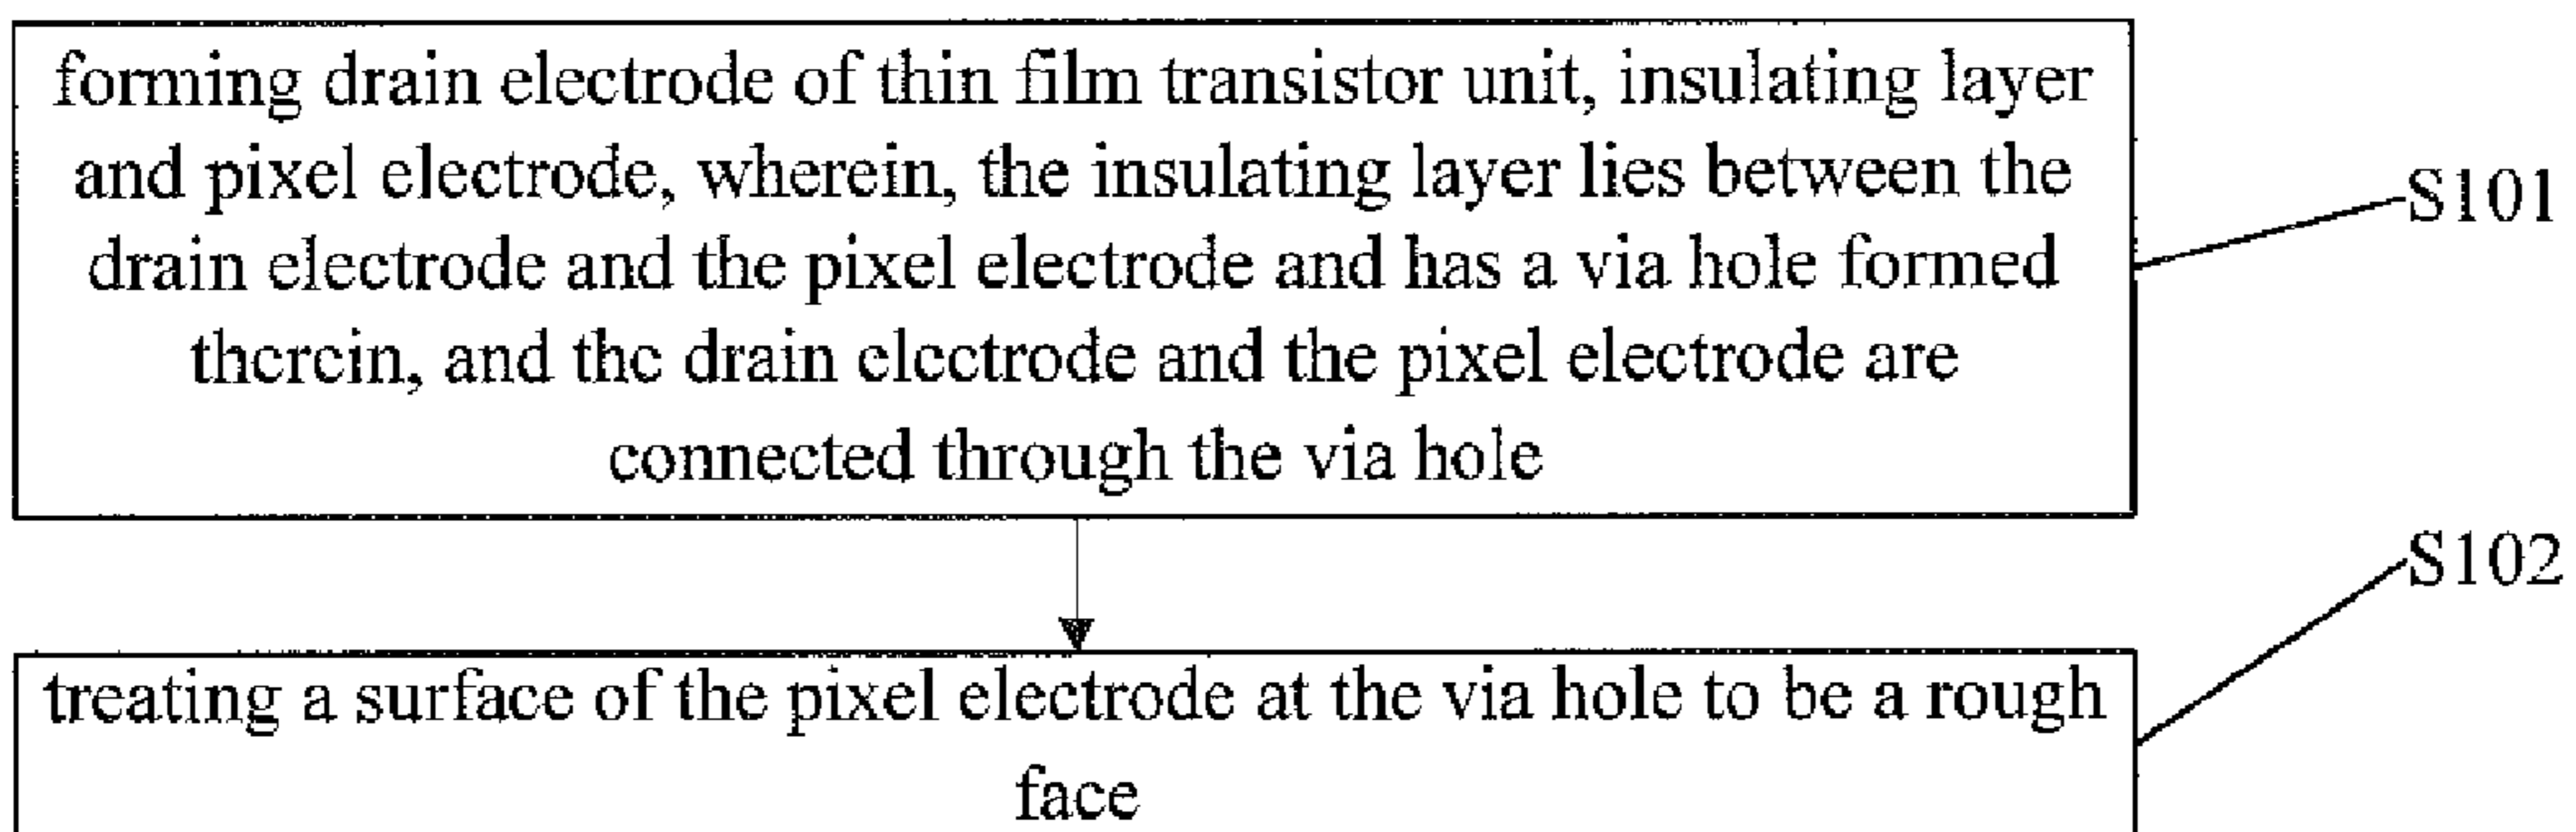 forming drain electrode of thin film transistor unit, insulating layer
and pixel electrode, wherein, the insulating layer lies between the
drain electrode and the pixel electrode and has a via hole formed
therein, and the drain electrode and the pixel electrode are
connected through the via hole
S101
S102
treating a surface of the pixel electrode at the via hole to be a rough
face